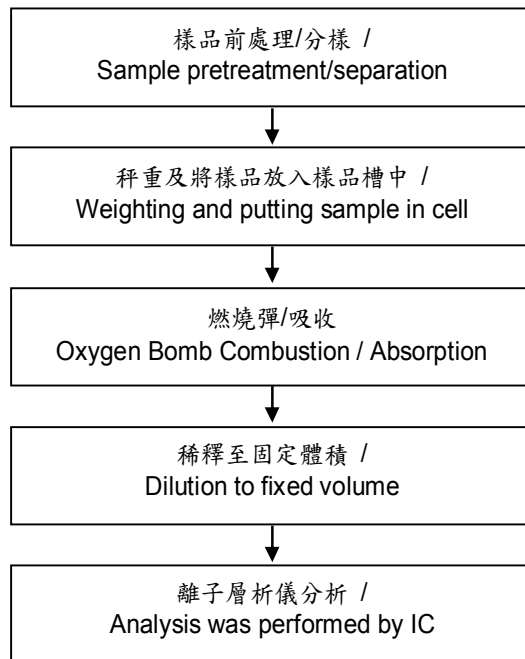 樣品前處理/分樣 /
Sample pretreatment/separation
秤重及將樣品放入樣品槽中 /
Weighting and putting sample in cell
燃燒彈/吸收
Oxygen Bomb Combustion / Absorption
稀釋至固定體積 /
Dilution to fixed volume
離子層析儀分析 /
Analysis was performed by IC